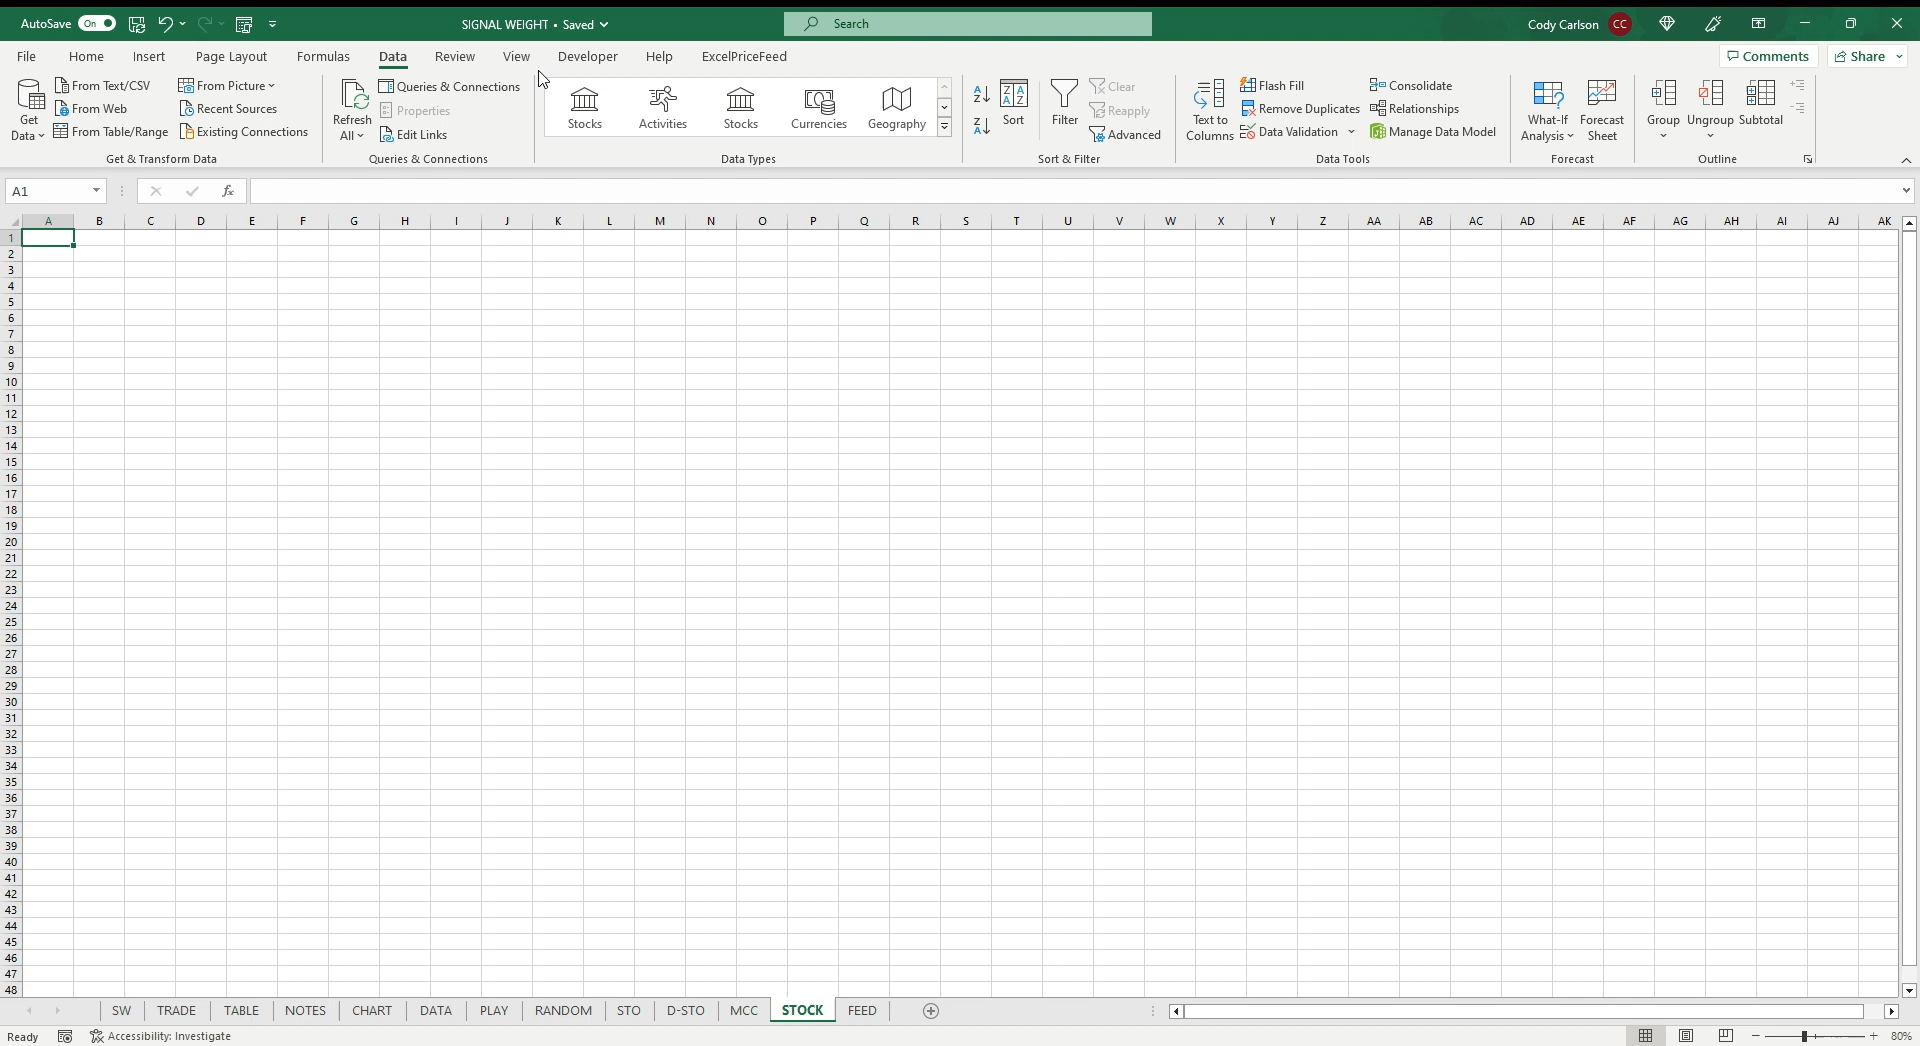 AutoSave On SIGNAL WEIGHT • Saved Search Cody Carlson CC
File Home Insert Page Layout Formulas Data Review View Developer Help ExcelPriceFeed Comments Share
Get Data
From Text/CSV
From Web
From Table/Range
From Picture
Recent Sources
Existing Connections
Get & Transform Data
Refresh All
Queries & Connections
Properties
Edit Links
Queries & Connections
Stocks Activities Stocks Currencies Geography
Data Types
Z A A Z
Sort
Filter
Clear
Reapply
Advanced
Sort & Filter
Text to Columns
Flash Fill
Remove Duplicates
Data Validation
Consolidate
Relationships
Manage Data Model
Data Tools
What-If Analysis
Forecast Sheet
Forecast
Group Ungroup Subtotal
Outline
A1 fx
A B C D E F G H I J K L M N O P Q R S T U V W X Y Z AA AB AC AD AE AF AG AH AI AJ AK
1
2
3
4
5
6
7
8
9
10
11
12
13
14
15
16
17
18
19
20
21
22
23
24
25
26
27
28
29
30
31
32
33
34
35
36
37
38
39
40
41
42
43
44
45
46
47
48
SW TRADE TABLE NOTES CHART DATA PLAY RANDOM STO D-STO MCC STOCK FEED
Ready Accessibility: Investigate 80%